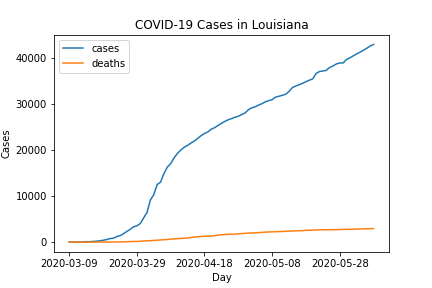 COVID-19 Cases in Louisiana
cases
deaths
40000
30000
20000
10000
0
Cases
2020-03-09 2020-03-29 2020-04-18 2020-05-08 2020-05-28
Day